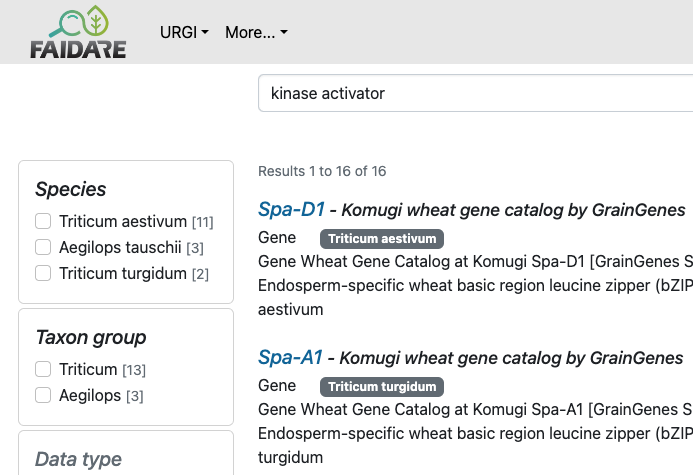 FAIDARE
URGI More...
kinase activator
Results 1 to 16 of 16
Species
Triticum aestivum [11]
Aegilops tauschii [3]
Triticum turgidum [2]
Taxon group
Triticum [13]
Aegilops [3]
Data type
Spa-D1 - Komugi wheat gene catalog by GrainGenes
Gene Triticum aestivum
Gene Wheat Gene Catalog at Komugi Spa-D1 [GrainGenes S
Endosperm-specific wheat basic region leucine zipper (bZIP
aestivum
Spa-A1 - Komugi wheat gene catalog by GrainGenes
Gene Triticum turgidum
Gene Wheat Gene Catalog at Komugi Spa-A1 [GrainGenes S
Endosperm-specific wheat basic region leucine zipper (bZIP
turgidum